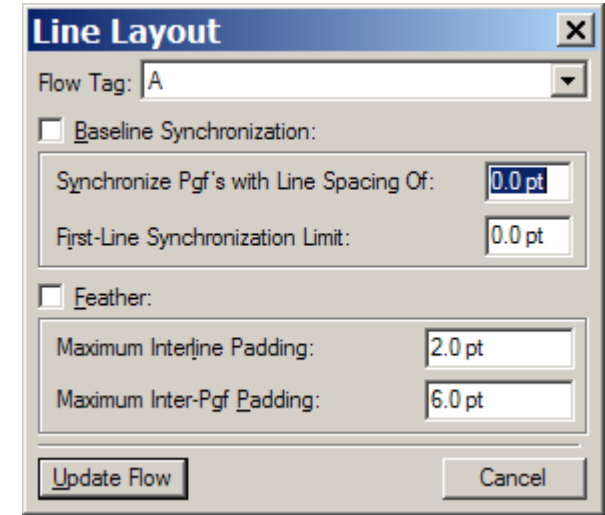 Line Layout
Flow Tag: A
Baseline Synchronization:
Synchronize Pgf's with Line Spacing Of: 0.0 pt
First-Line Synchronization Limit: 0.0 pt
Feather:
Maximum Interline Padding: 2.0 pt
Maximum Inter-Pgf Padding: 6.0 pt
Update Flow Cancel